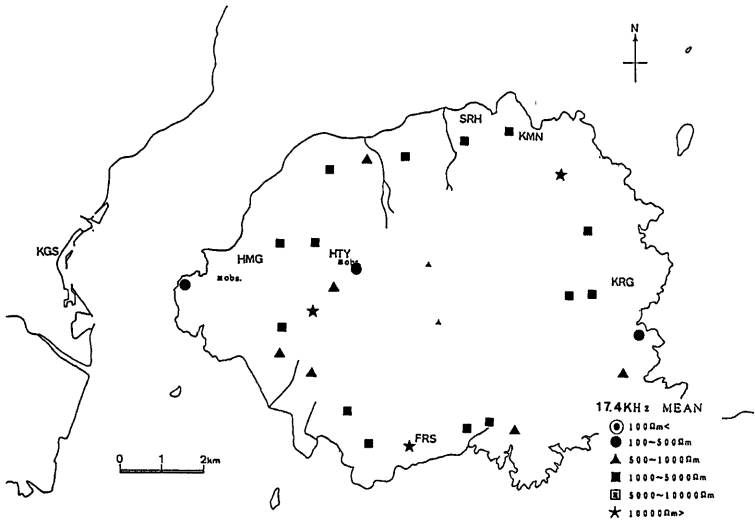 N
SRH
KMN
KGS
HMG
HTY
obs.
obs.
KRG
FRS
0 1 2km
17.4KHz MEAN
100Ωm<
100~500Ωm
500~1000Ωm
1000~5000Ωm
5000~10000Ωm
10000Ωm>